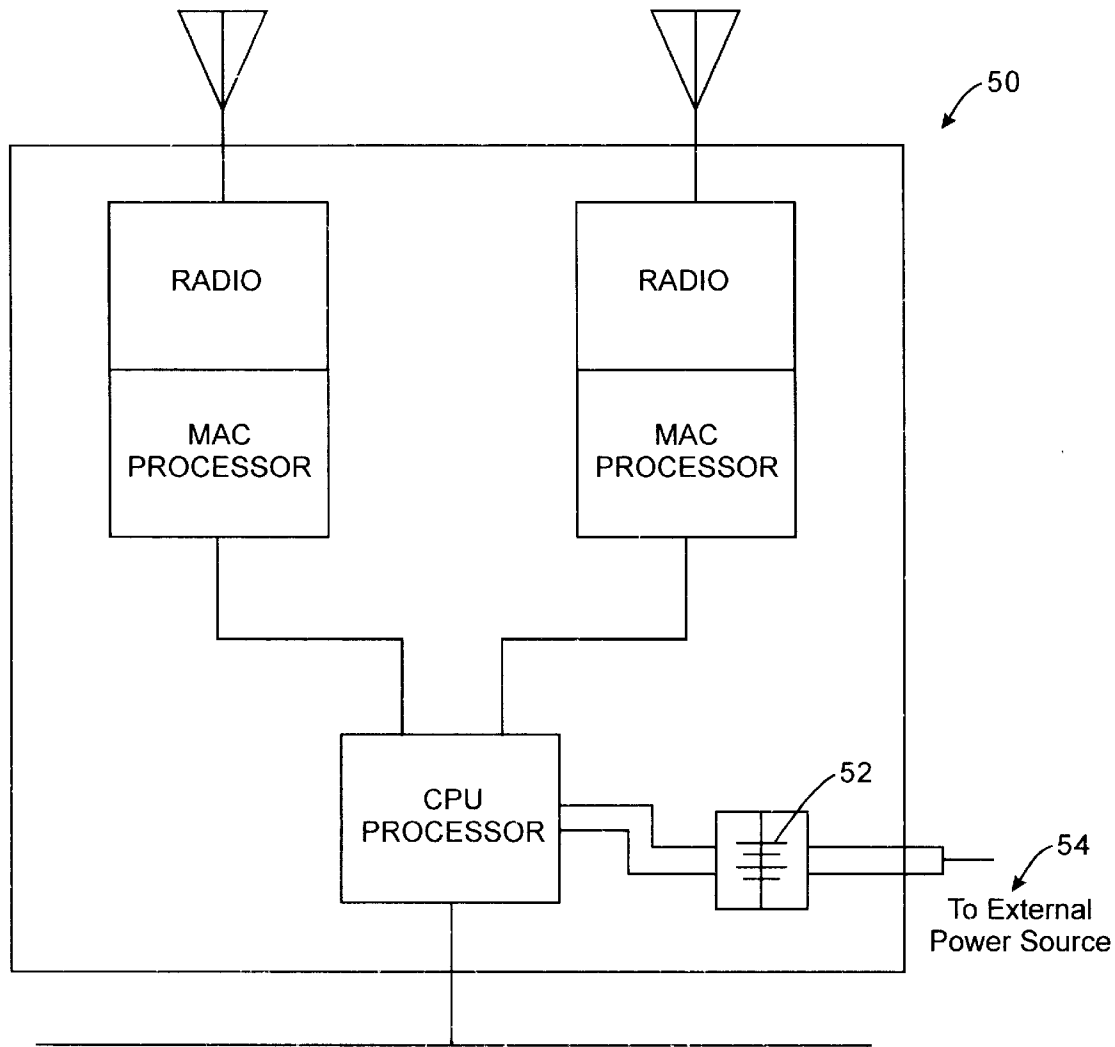 50
RADIO
RADIO
MAC
PROCESSOR
MAC
PROCESSOR
CPU
PROCESSOR
52
54
To External
Power Source